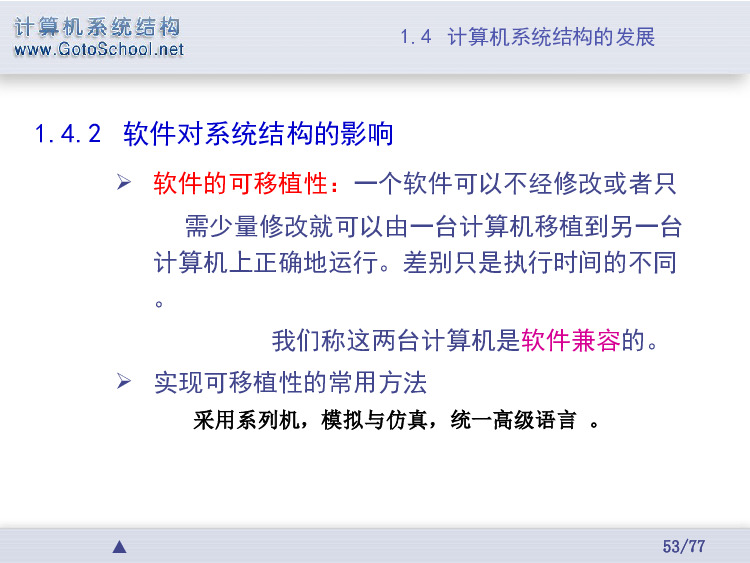 计算机系统结构
www.GotoSchool.net
1.4 计算机系统结构的发展
1.4.2 软件对系统结构的影响
➢ 软件的可移植性：一个软件可以不经修改或者只
需少量修改就可以由一台计算机移植到另一台
计算机上正确地运行。差别只是执行时间的不同
。
我们称这两台计算机是软件兼容的。
➢ 实现可移植性的常用方法
采用系列机，模拟与仿真，统一高级语言 。
▲
53/77